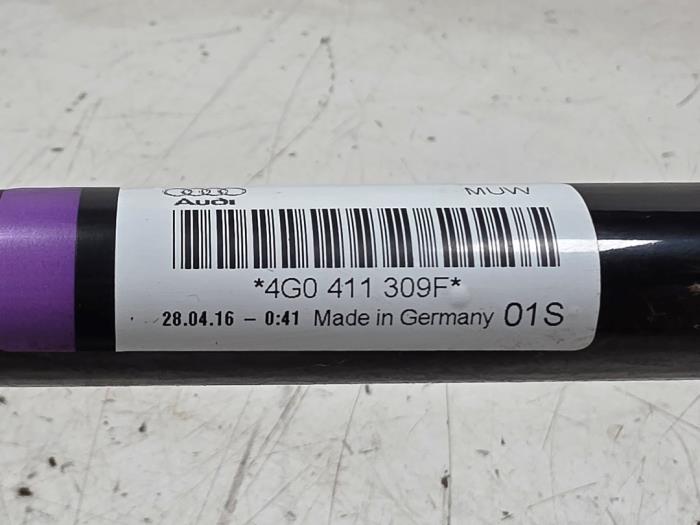 MUW
Audi
*4G0 411 309F*
28.04.16 – 0:41 Made in Germany 01S